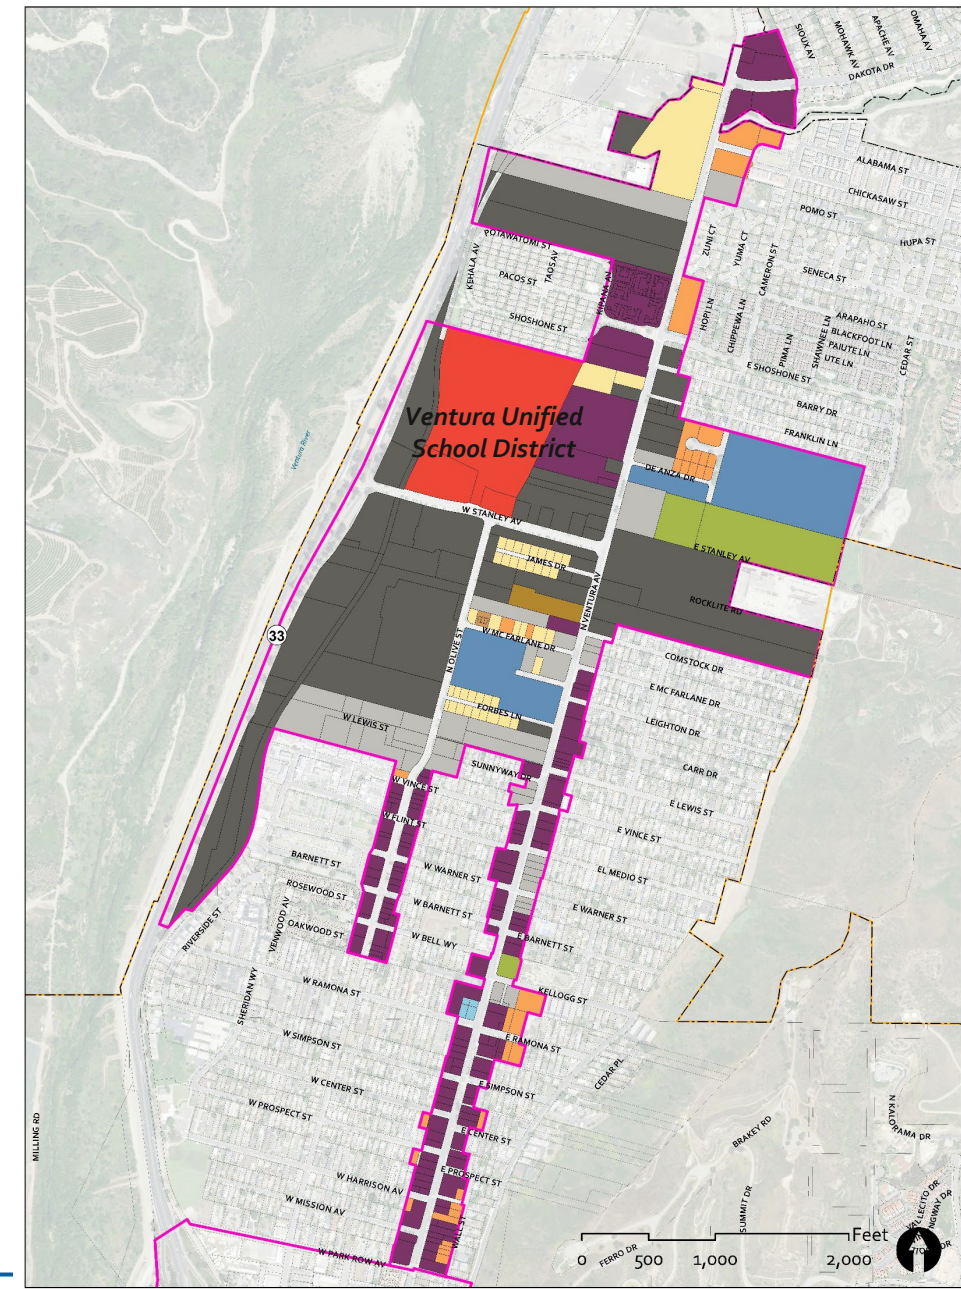 SIOUX AV
MOHAWK AV
APACHE AV
OMAHA AV
DAKOTA DR
ALABAMA ST
CHICKASAW ST
POMO ST
HUPA ST
ZUNI CT
YUMA CT
CAMERON ST
SENECA ST
POTAWATOMI ST
KEHALA AV
TAOS AV
PACOS ST
KIPANA AV
SHOSHONE ST
HOPI LN
CHIPPEWA LN
PIMA LN
SHAWNEE LN
ARAPAHO ST
BLACKFOOT LN
PAIUTE LN
UTE LN
CEDAR ST
E SHOSHONE ST
BARRY DR
FRANKLIN LN
Ventura Unified
School District
Ventura River
DE ANZA DR
W STANLEY AV
E STANLEY AV
JAMES DR
N VENTURA AV
ROCKLITE RD
33
N OLIVE ST
W MC FARLANE DR
COMSTOCK DR
E MC FARLANE DR
FORBES LN
LEIGHTON DR
W LEWIS ST
CARR DR
SUNNYWAY DR
W VINCE ST
E LEWIS ST
W FLINT ST
E VINCE ST
BARNETT ST
W WARNER ST
EL MEDIO ST
ROSEWOOD ST
VENWOOD AV
W BARNETT ST
E WARNER ST
RIVERSIDE ST
OAKWOOD ST
W BELL WY
E BARNETT ST
SHERIDAN WY
W RAMONA ST
KELLOGG ST
W SIMPSON ST
E RAMONA ST
CEDAR PL
W CENTER ST
E SIMPSON ST
MILLING RD
W PROSPECT ST
E CENTER ST
BRAKEY RD
N KALORAMA DR
W HARRISON AV
E PROSPECT ST
W MISSION AV
WALL ST
SUMMIT DR
VALLECITO DR
W PARK ROW AV
FERRO DR
Feet
0 500 1,000 2,000